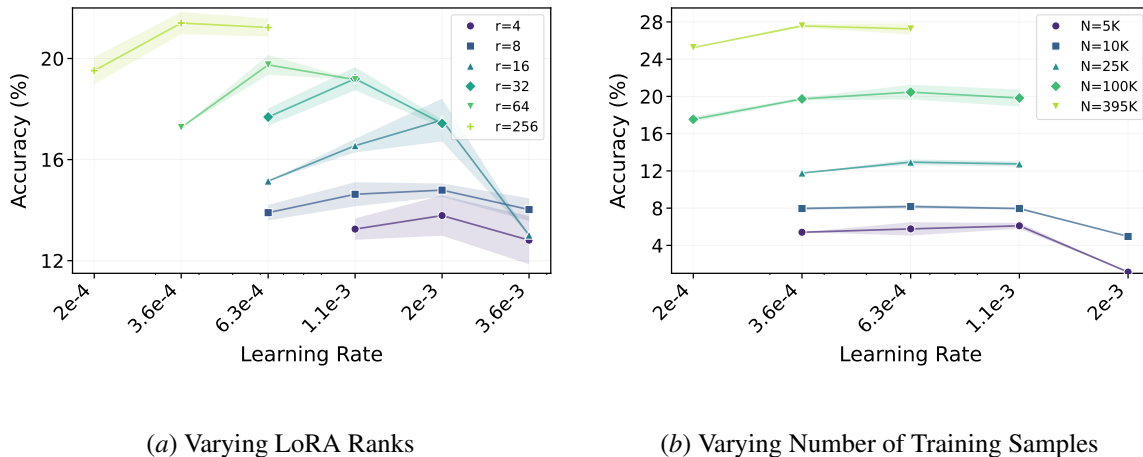 Accuracy (%)
20
16
12
2e-4
3.6e-4
6.3e-4
1.1e-3
2e-3
3.6e-3
Learning Rate
r=4
r=8
r=16
r=32
r=64
r=256
(a) Varying LoRA Ranks
Accuracy (%)
28
24
20
16
12
8
4
2e-4
3.6e-4
6.3e-4
1.1e-3
2e-3
Learning Rate
N=5K
N=10K
N=25K
N=100K
N=395K
(b) Varying Number of Training Samples